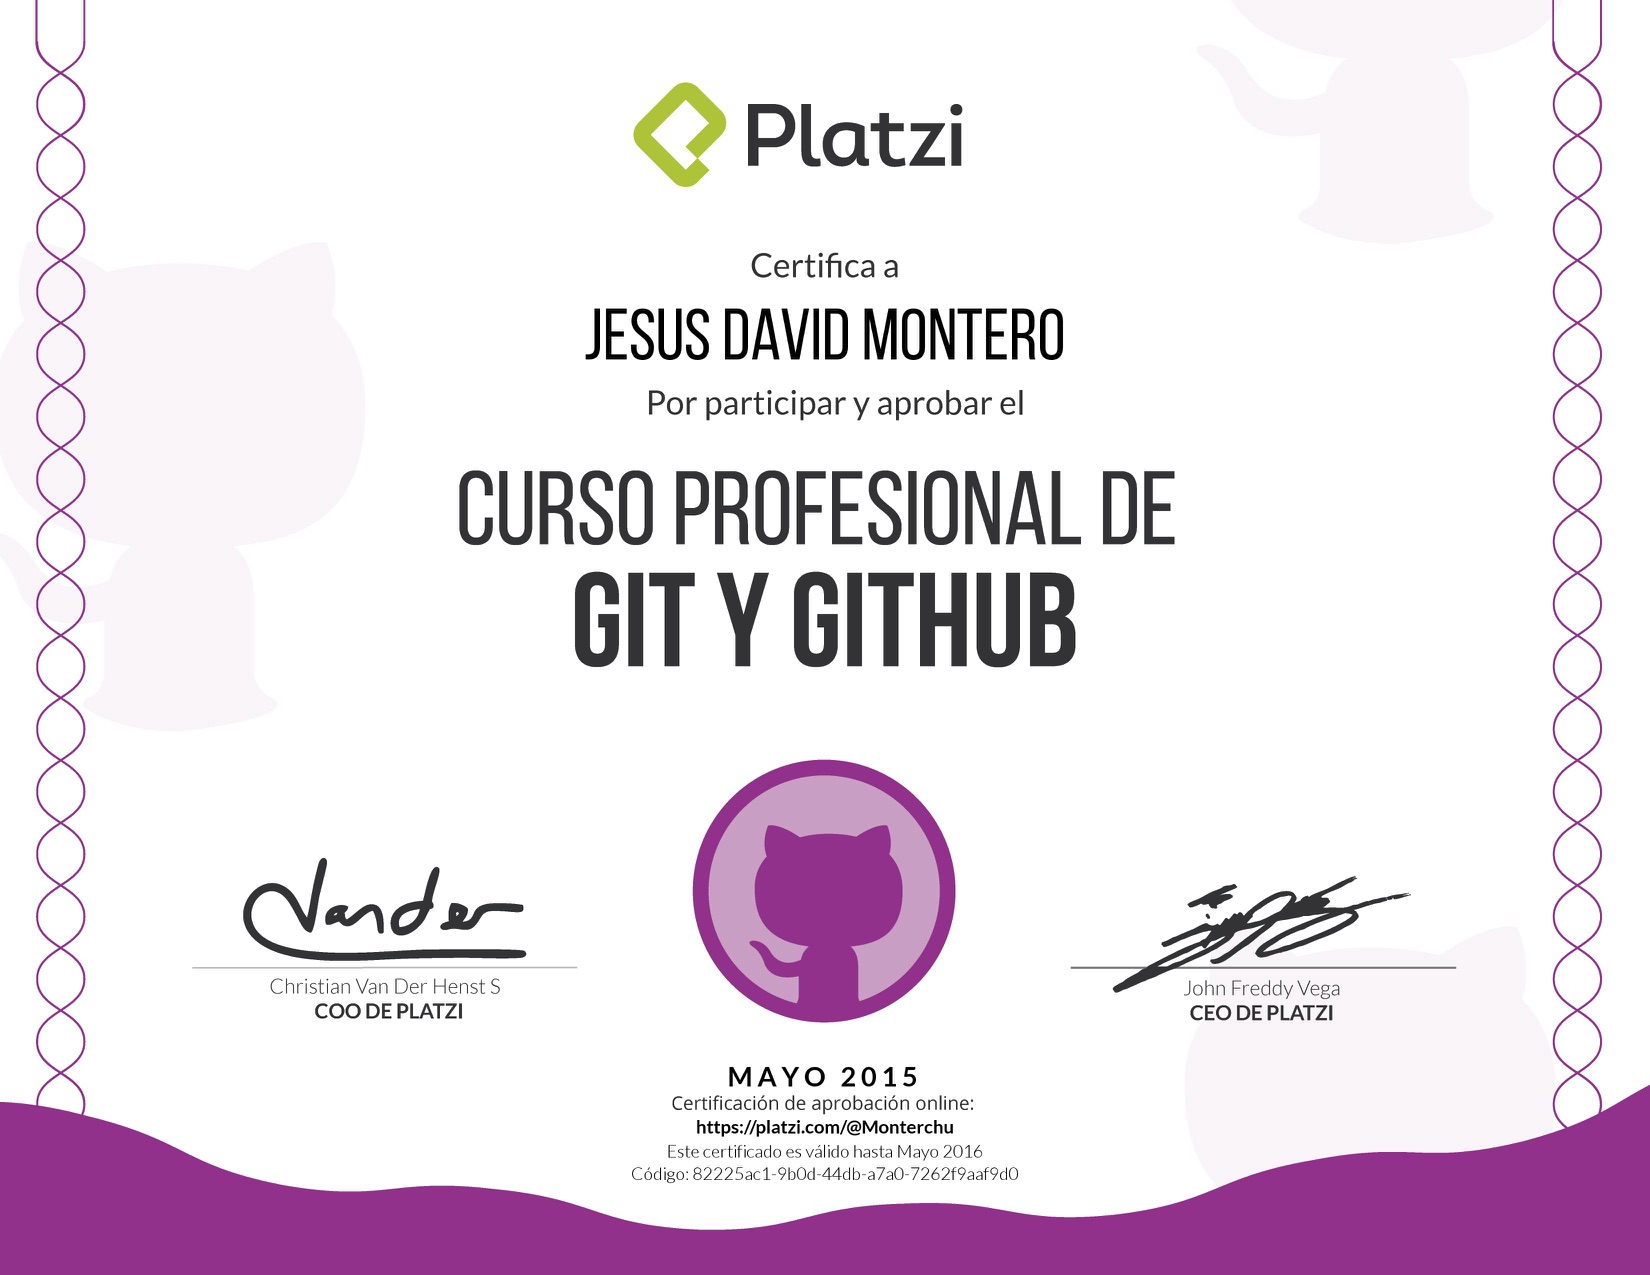 Platzi
Certifica a
JESUS DAVID MONTERO
Por participar y aprobar el
CURSO PROFESIONAL DE
GIT Y GITHUB
Vander
Christian Van Der Henst S
COO DE PLATZI
John Freddy Vega
CEO DE PLATZI
MAYO 2015
Certificación de aprobación online:
https://platzi.com/@Monterchu
Este certificado es válido hasta Mayo 2016
Código: 82225ac1-9b0d-44db-a7a0-7262f9aaf9d0